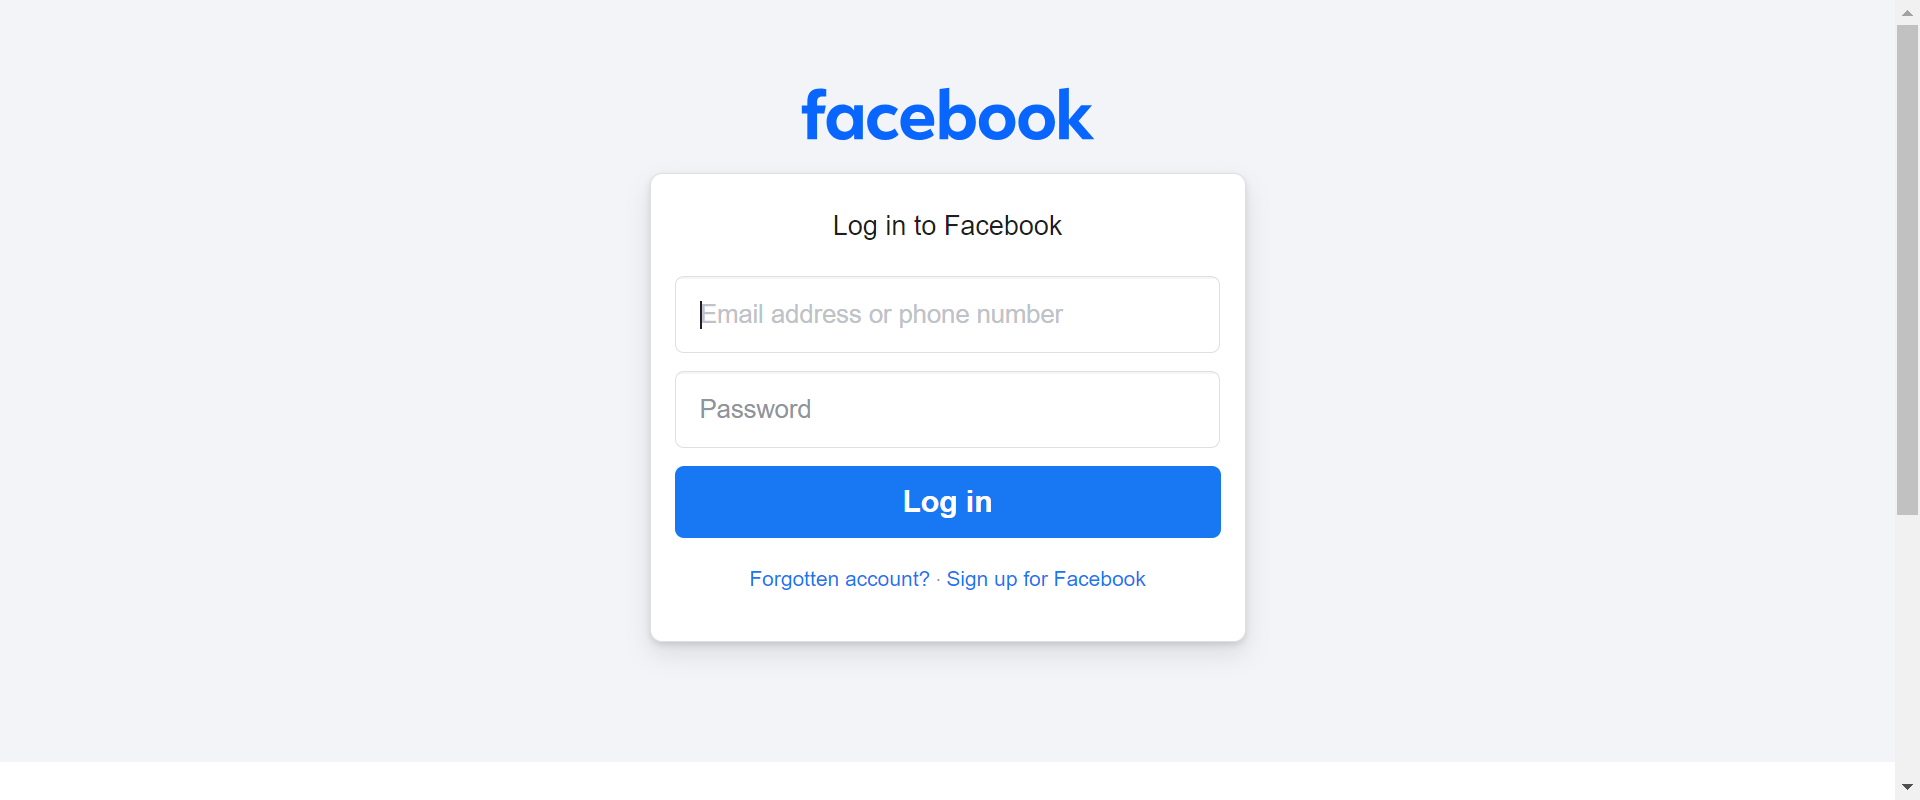 facebook
Log in to Facebook
Email address or phone number
Password
Log in
Forgotten account? · Sign up for Facebook